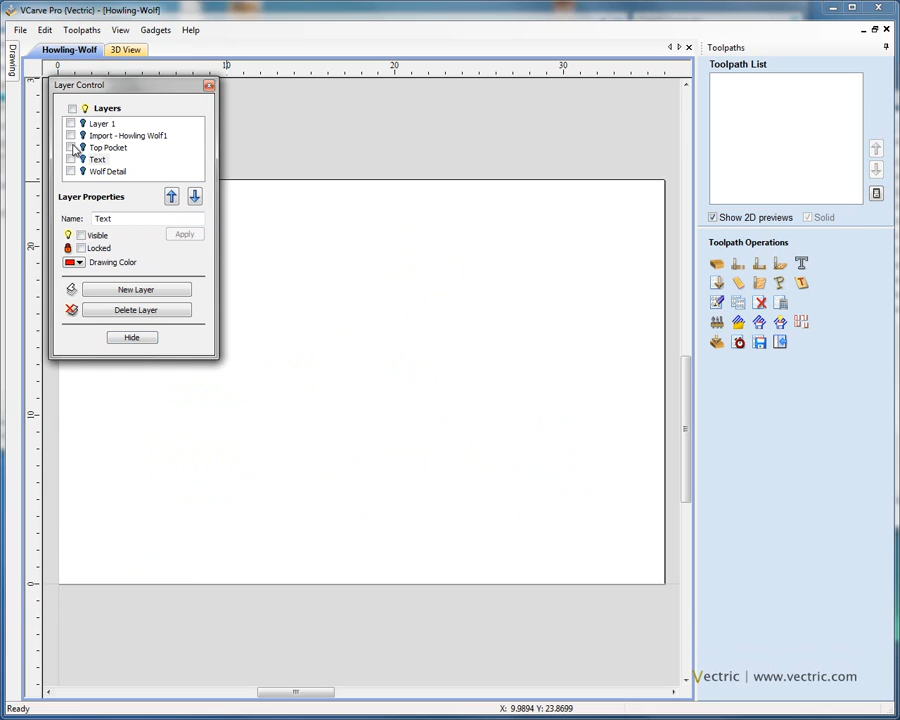 VCarve Pro {Vectric} - [Howling-Wolf]
File Edit Toolpaths View Gadgets Help
Drawing
Howling-Wolf 3D View
0 10 20 30
Layer Control
Layers
Layer 1
Import - Howling Wolf1
Top Pocket
Text
Wolf Detail
Layer Properties
Name: Text
Visible Apply
Locked
Drawing Color
New Layer
Delete Layer
Hide
20
10
0
Toolpaths
Toolpath List
Show 2D previews Solid
Toolpath Operations
Vectric | www.vectric.com
Ready X: 9.9894 Y: 23.8699